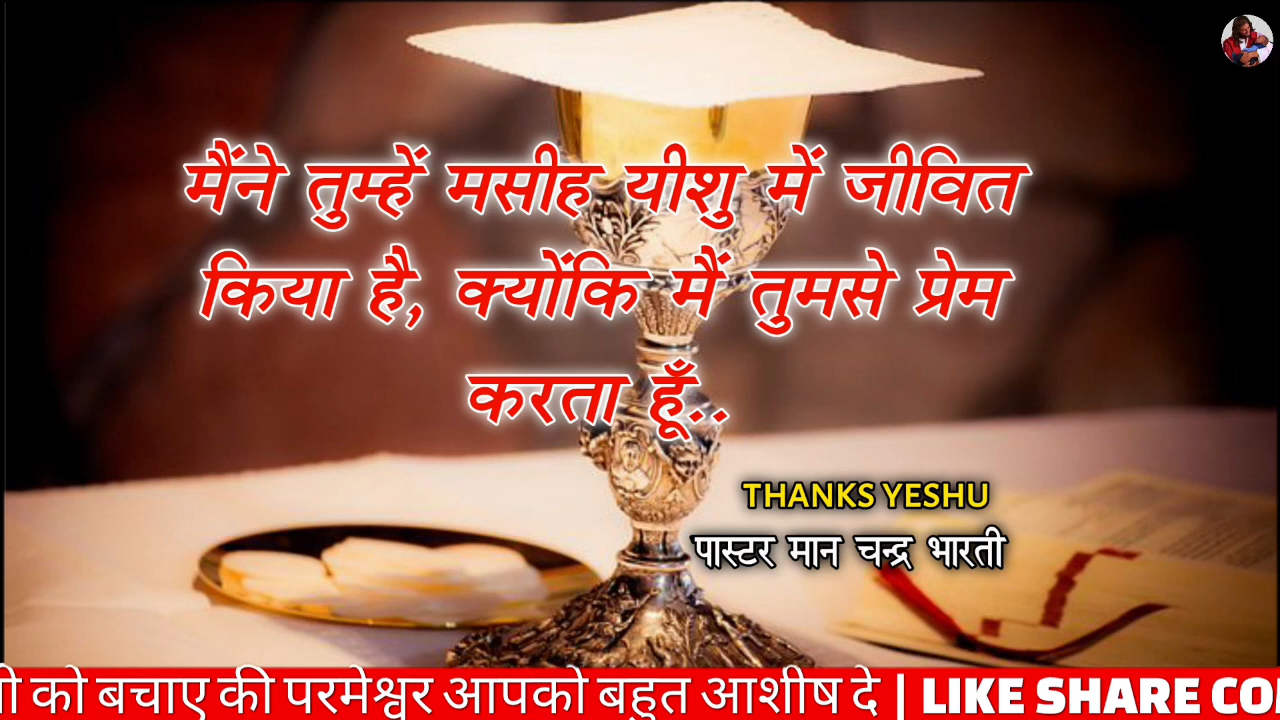 मैंने तुम्हें मसीह यीशु में जीवित
किया है, क्योंकि मैं तुमसे प्रेम
करता हूँ..
THANKS YESHU
पास्टर मान चन्द्र भारती
को बचाए की परमेश्वर आपको बहुत आशीष दे | LIKE SHARE